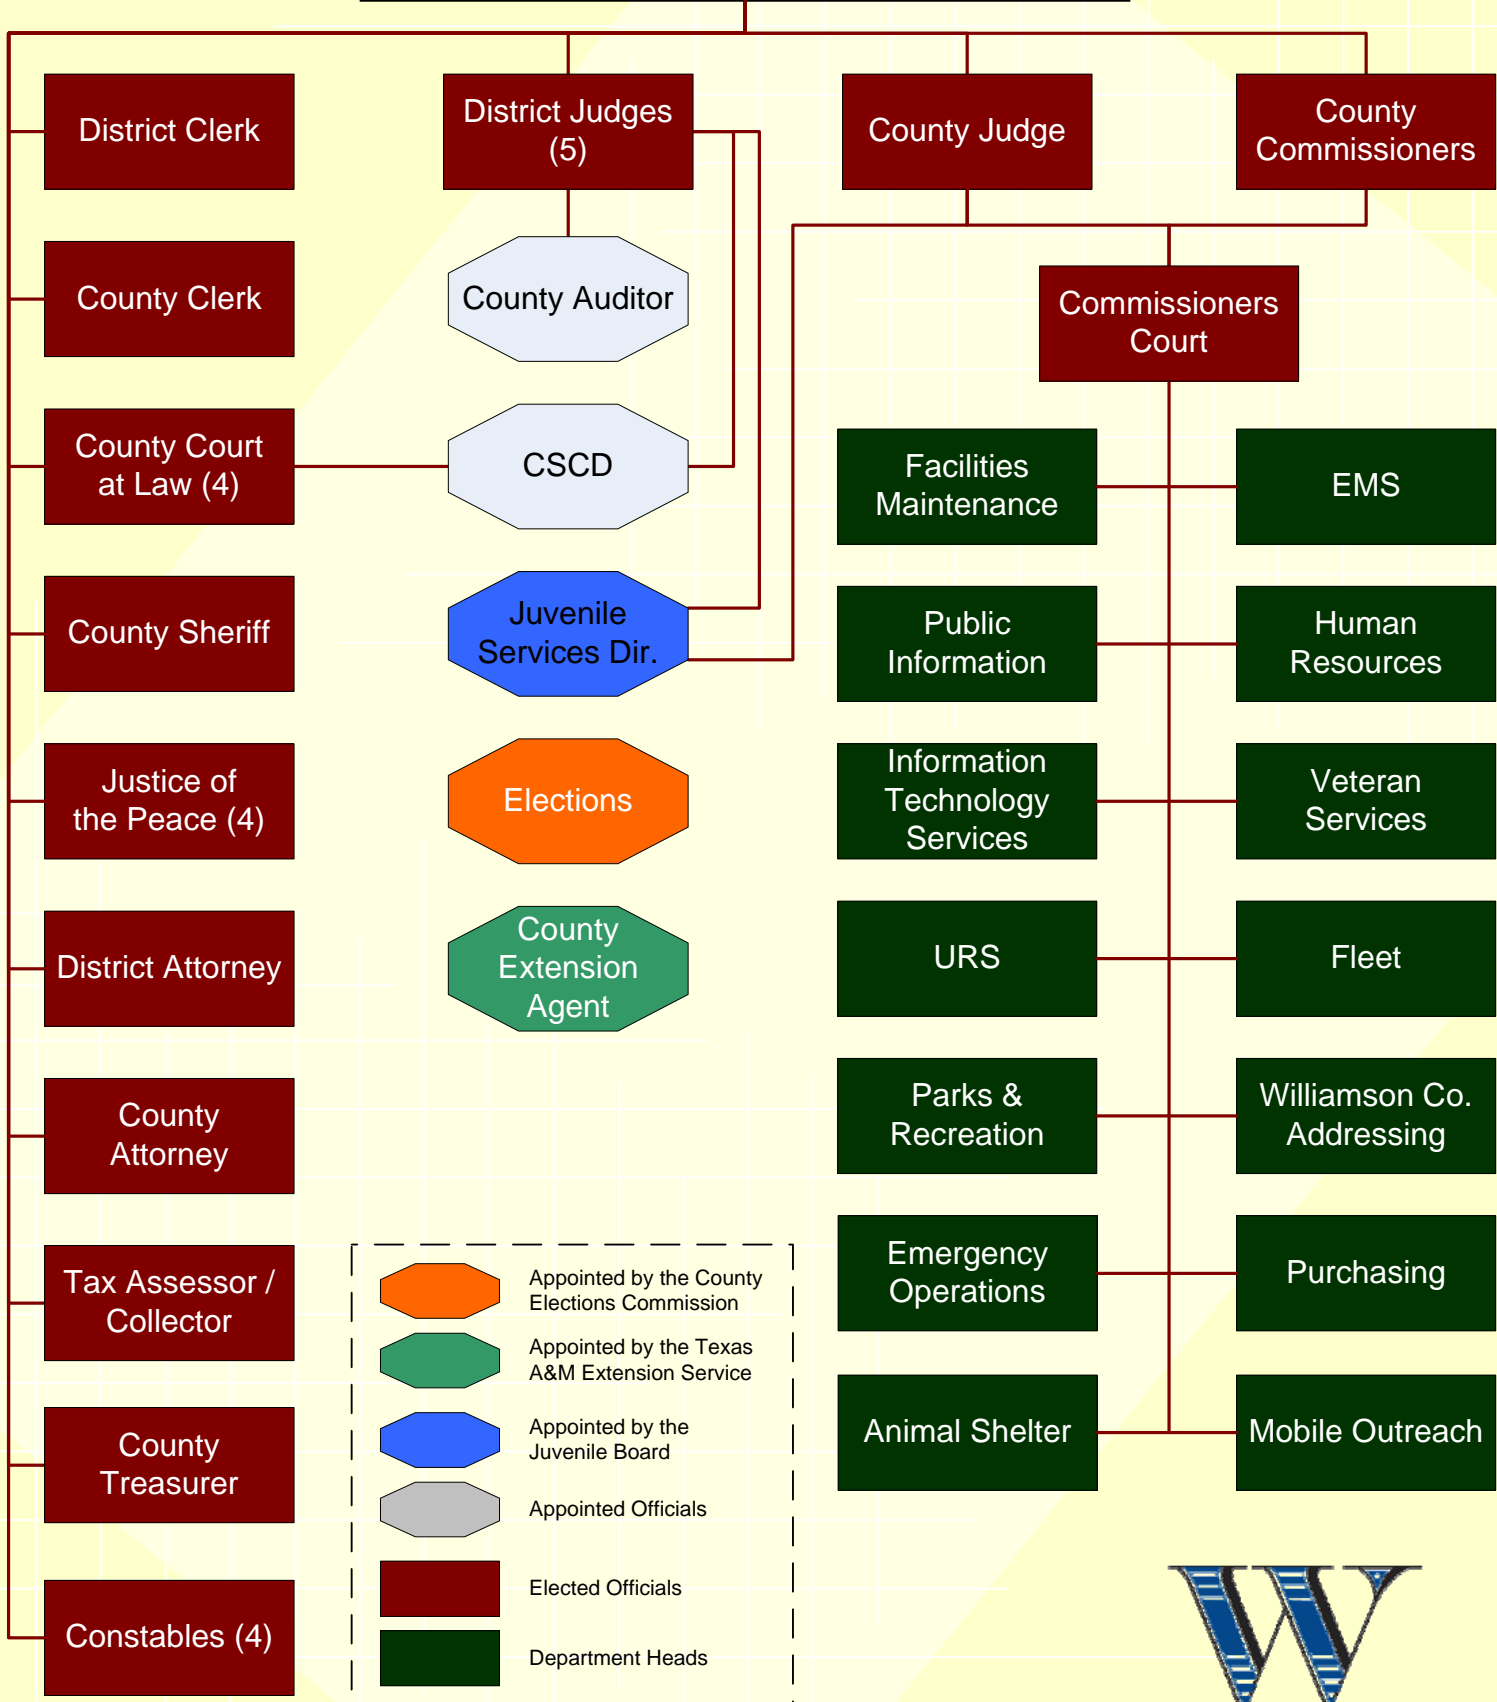 District Clerk
District Judges
(5)
County Judge
County
Commissioners
County Clerk
County Auditor
Commissioners
Court
County Court
at Law (4)
CSCD
Facilities
Maintenance
EMS
County Sheriff
Juvenile
Services Dir.
Public
Information
Human
Resources
Justice of
the Peace (4)
Elections
Information
Technology
Services
Veteran
Services
District Attorney
County
Extension
Agent
URS
Fleet
County
Attorney
Parks &
Recreation
Williamson Co.
Addressing
Tax Assessor /
Collector
Emergency
Operations
Purchasing
County
Treasurer
Animal Shelter
Mobile Outreach
Constables (4)
Appointed by the County
Elections Commission
Appointed by the Texas
A&M Extension Service
Appointed by the
Juvenile Board
Appointed Officials
Elected Officials
Department Heads
W